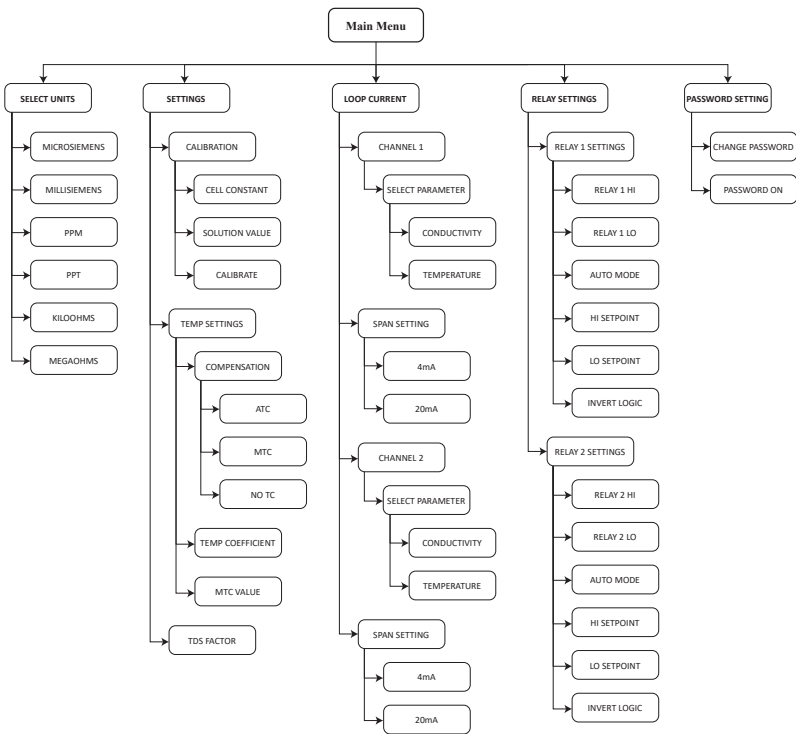 Main Menu
SELECT UNITS
MICROSIEMENS
MILLISIEMENS
PPM
PPT
KILOOHMS
MEGAOHMS
SETTINGS
CALIBRATION
CELL CONSTANT
SOLUTION VALUE
CALIBRATE
TEMP SETTINGS
COMPENSATION
ATC
MTC
NO TC
TEMP COEFFICIENT
MTC VALUE
TDS FACTOR
LOOP CURRENT
CHANNEL 1
SELECT PARAMETER
CONDUCTIVITY
TEMPERATURE
SPAN SETTING
4mA
20mA
CHANNEL 2
SELECT PARAMETER
CONDUCTIVITY
TEMPERATURE
SPAN SETTING
4mA
20mA
RELAY SETTINGS
RELAY 1 SETTINGS
RELAY 1 HI
RELAY 1 LO
AUTO MODE
HI SETPOINT
LO SETPOINT
INVERT LOGIC
RELAY 2 SETTINGS
RELAY 2 HI
RELAY 2 LO
AUTO MODE
HI SETPOINT
LO SETPOINT
INVERT LOGIC
PASSWORD SETTING
CHANGE PASSWORD
PASSWORD ON